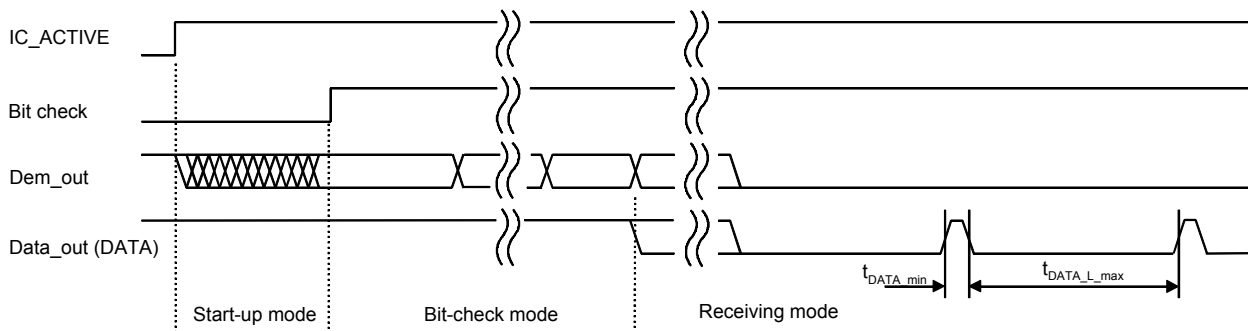 IC_ACTIVE
Bit check
Dem_out
Data_out (DATA)
tDATA_min
tDATA_L_max
Start-up mode
Bit-check mode
Receiving mode